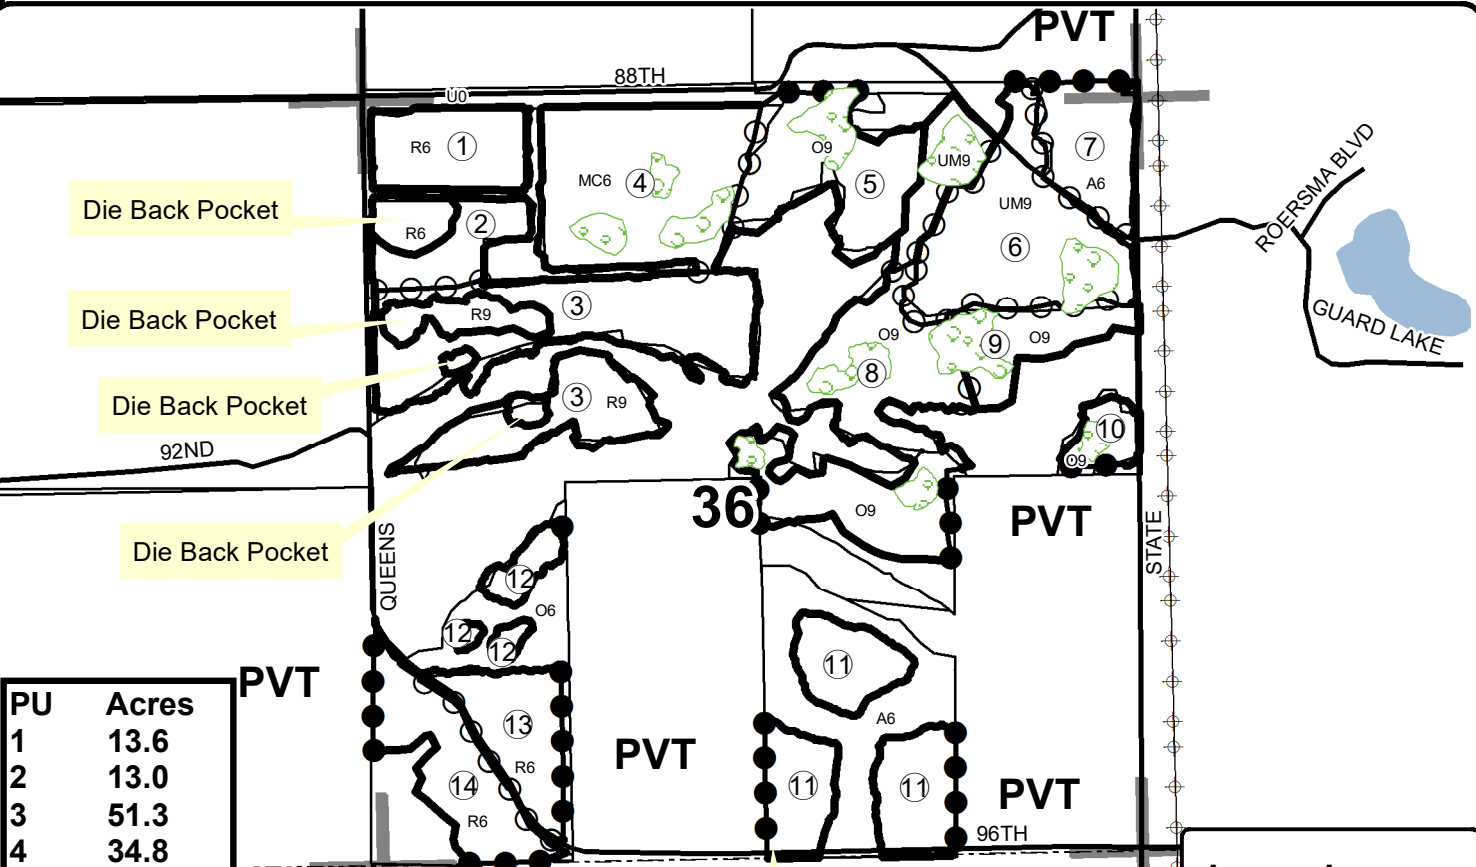 PVT
88TH
U0
R6 1
O9
UM9
7
MC6 4
5
A6
ROERSMA BLVD
Die Back Pocket
R6
2
UM9
6
Die Back Pocket
R9
3
GUARD LAKE
O9
9
O9
8
Die Back Pocket
3 R9
10
O9
92ND
36
O9
PVT
STATE
Die Back Pocket
QUEENS
12
O6
12
12
11
PVT
A6
13
R6
PVT
14
R6
11
11
PVT
96TH
PU Acres
1 13.6
2 13.0
3 51.3
4 34.8